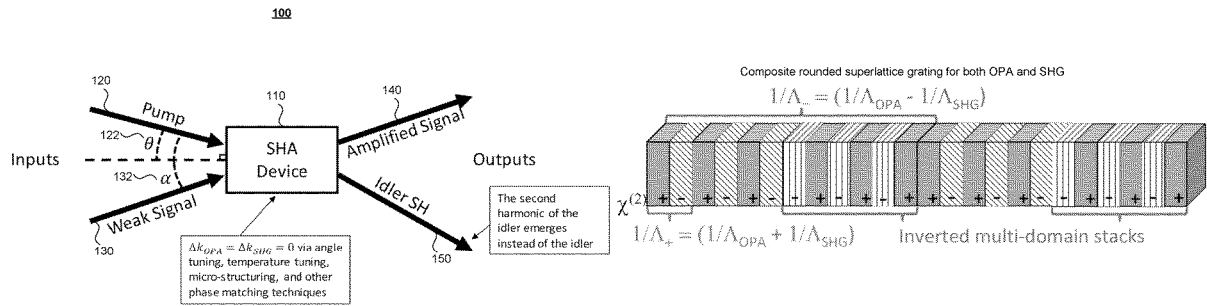 100
120
Pump
122
θ
Inputs
132
α
Weak Signal
130
110
SHA
Device
140
Amplified Signal
Outputs
Idler SH
150
The second
harmonic of the
idler emerges
instead of the idler
Δk_OPA = Δk_SHG = 0 via angle
tuning, temperature tuning,
micro-structuring, and other
phase matching techniques
Composite rounded superlattice grating for both OPA and SHG
1/Λ₋ = (1/Λ_OPA - 1/Λ_SHG)
χ⁽²⁾
1/Λ₊ = (1/Λ_OPA + 1/Λ_SHG)
Inverted multi-domain stacks